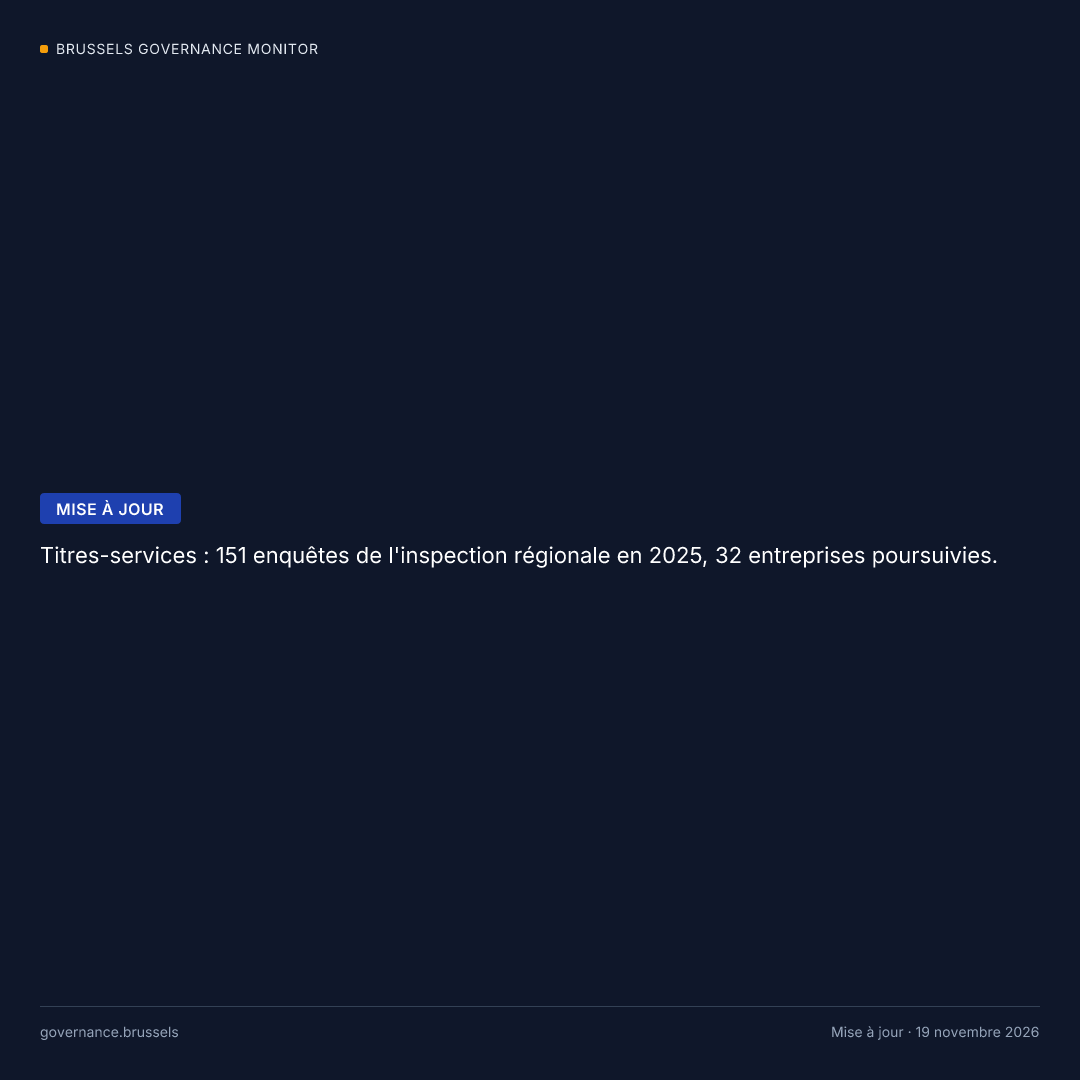 BRUSSELS GOVERNANCE MONITOR
MISE À JOUR
Titres-services : 151 enquêtes de l'inspection régionale en 2025, 32 entreprises poursuivies.
governance.brussels
Mise à jour · 19 novembre 2026